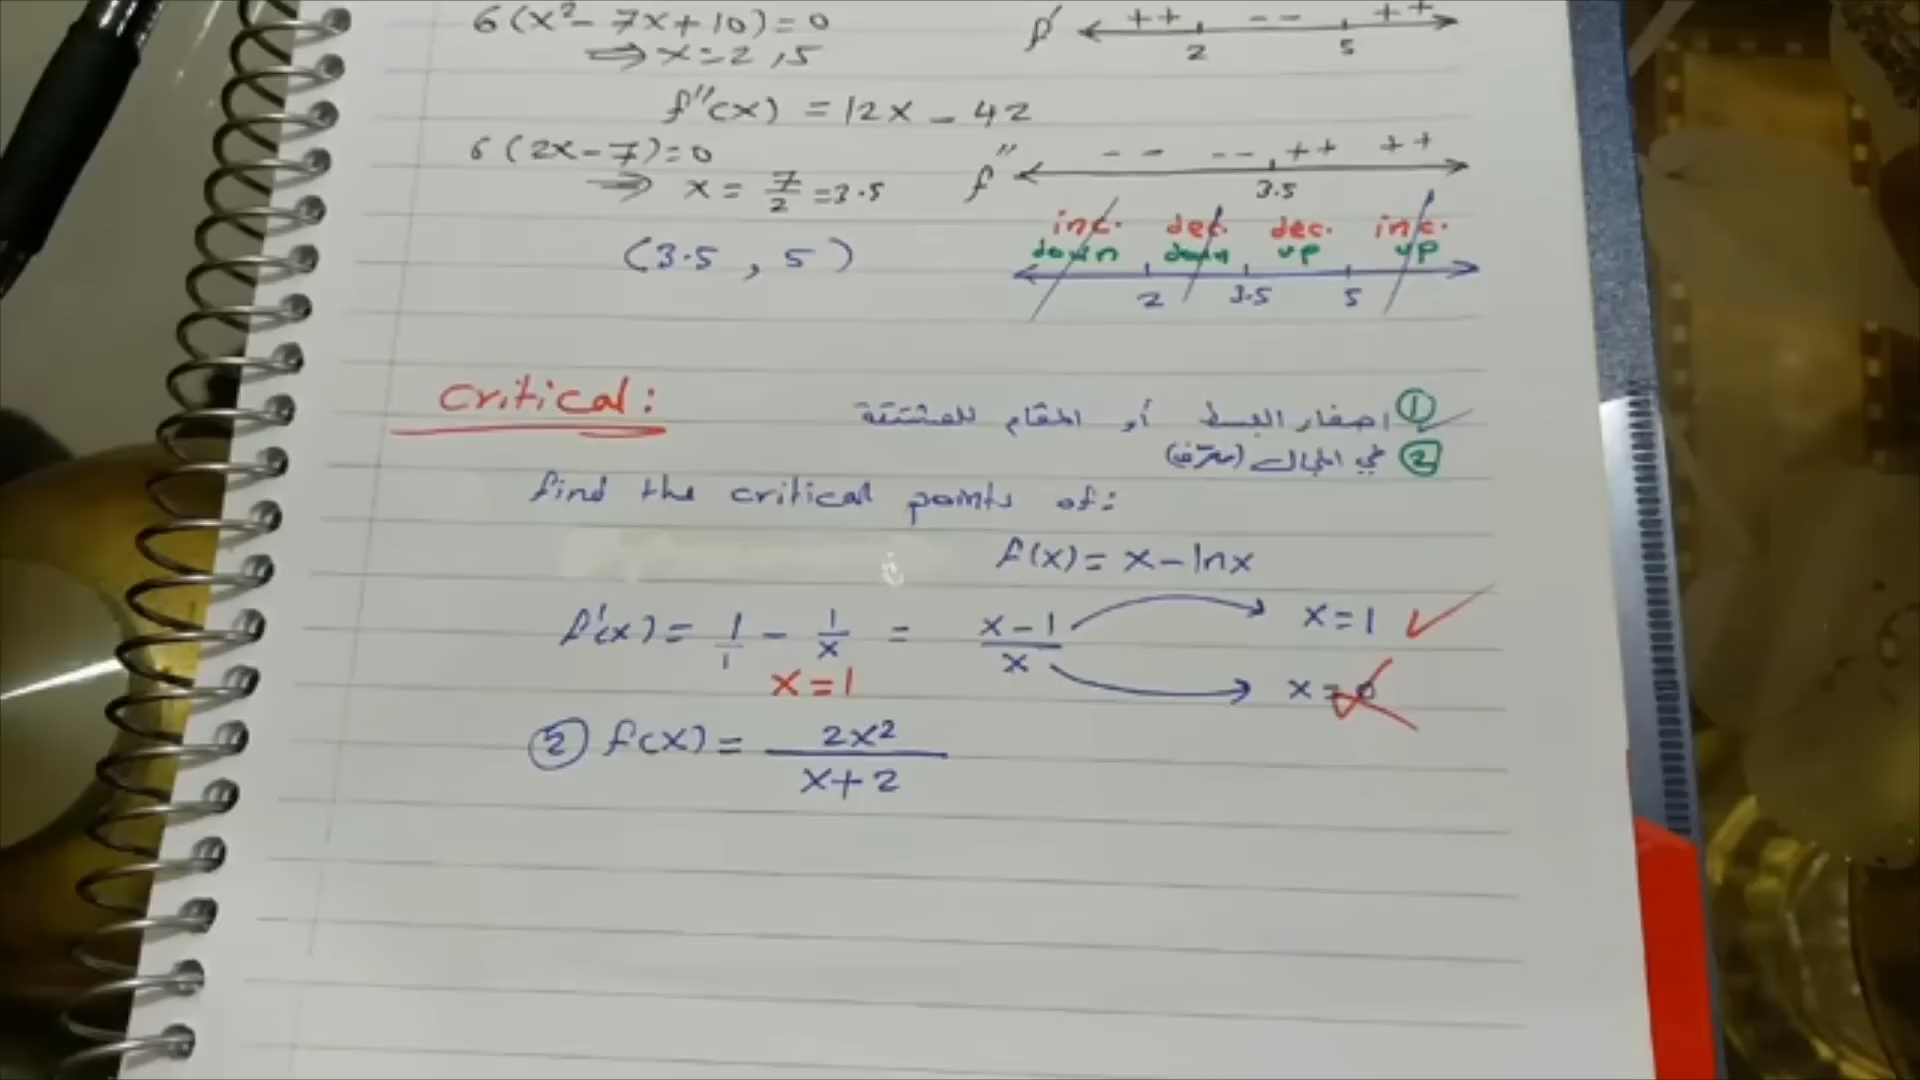 6(x²-7x+10)=0
⇒ x=2,5
f′ ++ -- ++
2 5
f″(x) = 12x - 42
6(2x-7)=0
⇒ x = 7/2 = 3.5
f″ -- -- ++ ++
3.5
(3.5 , 5)
inc. dec. dec. inc.
down down up up
2 3.5 5
Critical:
① اصفار البسط أو المقام للمشتقة
② في المجال (معرّف)
find the critical points of:
f(x) = x - lnx
f′(x) = 1/1 - 1/x = x-1/x
x=1 ✓
x=0
x=1
② f(x) = 2x²/x+2